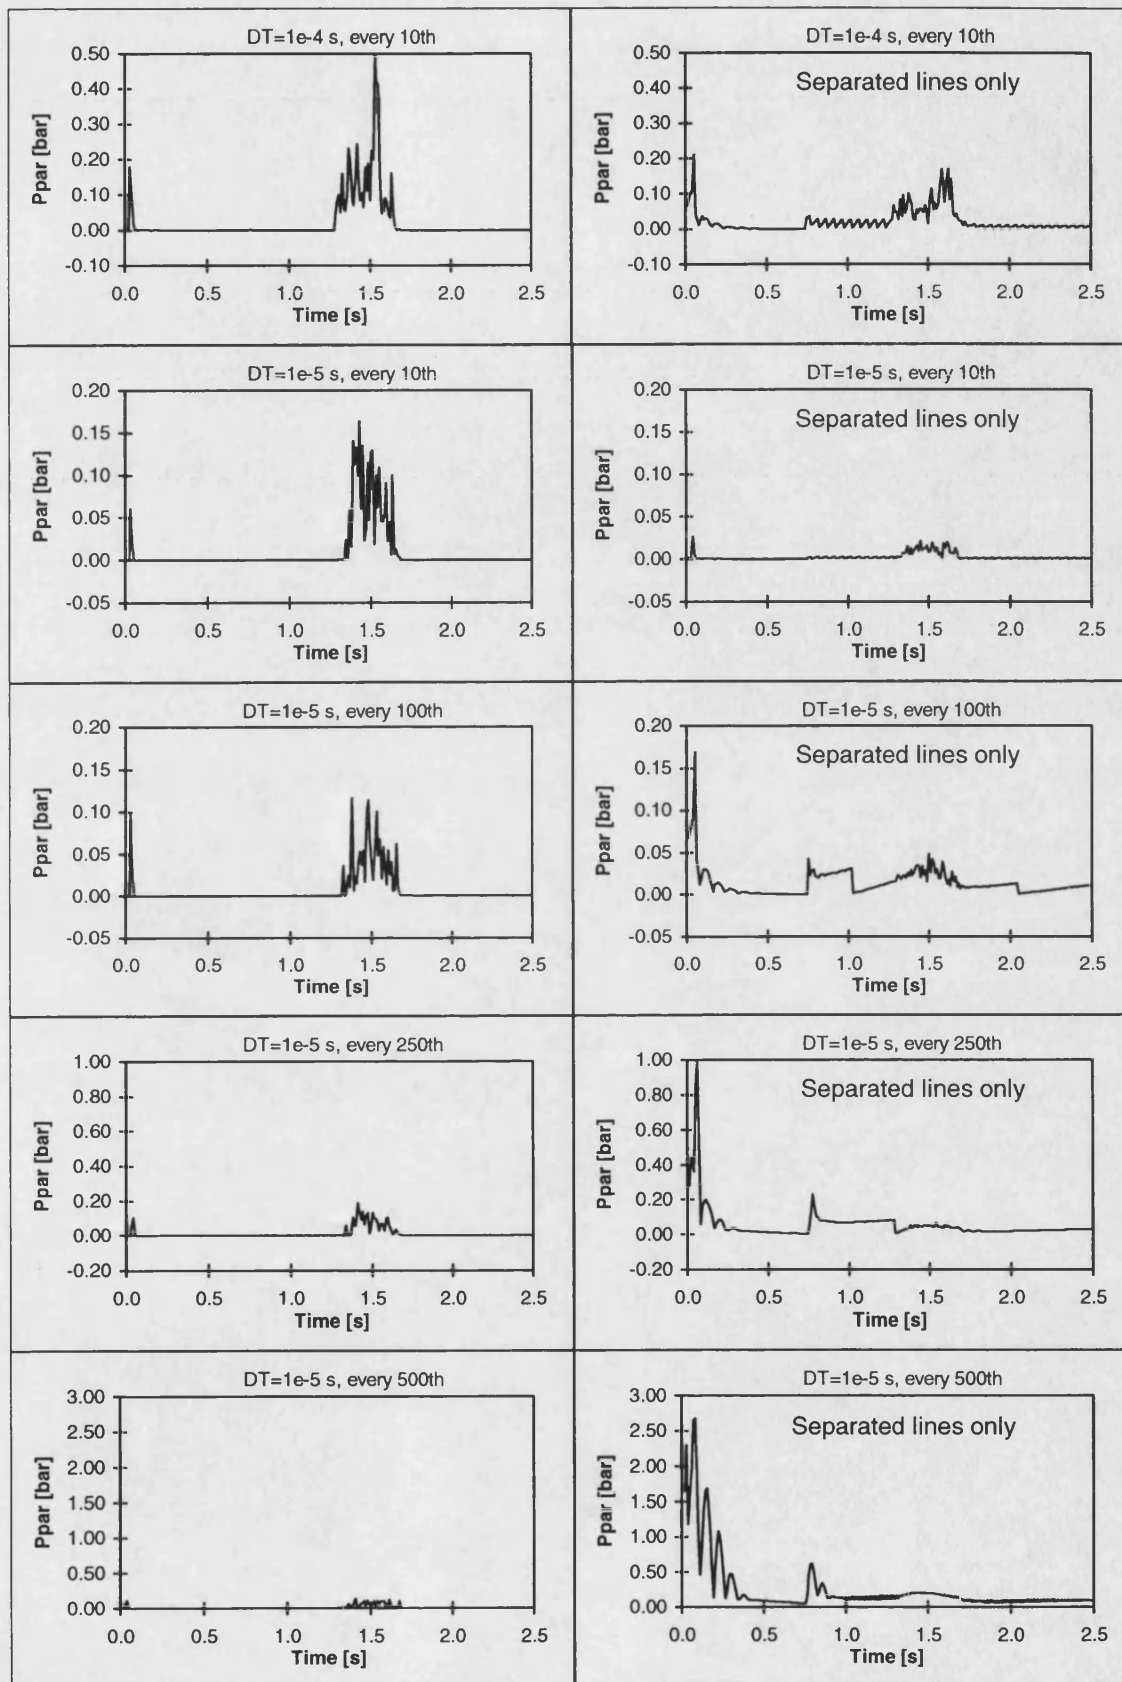 DT=1e-4 s, every 10th
0.50
0.40
0.30
0.20
0.10
0.00
-0.10
Ppar [bar]
0.0 0.5 1.0 1.5 2.0 2.5
Time [s]
DT=1e-4 s, every 10th
Separated lines only
0.50
0.40
0.30
0.20
0.10
0.00
-0.10
Ppar [bar]
0.0 0.5 1.0 1.5 2.0 2.5
Time [s]
DT=1e-5 s, every 10th
0.20
0.15
0.10
0.05
0.00
-0.05
Ppar [bar]
0.0 0.5 1.0 1.5 2.0 2.5
Time [s]
DT=1e-5 s, every 10th
Separated lines only
0.20
0.15
0.10
0.05
0.00
-0.05
Ppar [bar]
0.0 0.5 1.0 1.5 2.0 2.5
Time [s]
DT=1e-5 s, every 100th
0.20
0.15
0.10
0.05
0.00
-0.05
Ppar [bar]
0.0 0.5 1.0 1.5 2.0 2.5
Time [s]
DT=1e-5 s, every 100th
Separated lines only
0.20
0.15
0.10
0.05
0.00
-0.05
Ppar [bar]
0.0 0.5 1.0 1.5 2.0 2.5
Time [s]
DT=1e-5 s, every 250th
1.00
0.80
0.60
0.40
0.20
0.00
-0.20
Ppar [bar]
0.0 0.5 1.0 1.5 2.0 2.5
Time [s]
DT=1e-5 s, every 250th
Separated lines only
1.00
0.80
0.60
0.40
0.20
0.00
-0.20
Ppar [bar]
0.0 0.5 1.0 1.5 2.0 2.5
Time [s]
DT=1e-5 s, every 500th
3.00
2.50
2.00
1.50
1.00
0.50
0.00
Ppar [bar]
0.0 0.5 1.0 1.5 2.0 2.5
Time [s]
DT=1e-5 s, every 500th
Separated lines only
3.00
2.50
2.00
1.50
1.00
0.50
0.00
Ppar [bar]
0.0 0.5 1.0 1.5 2.0 2.5
Time [s]